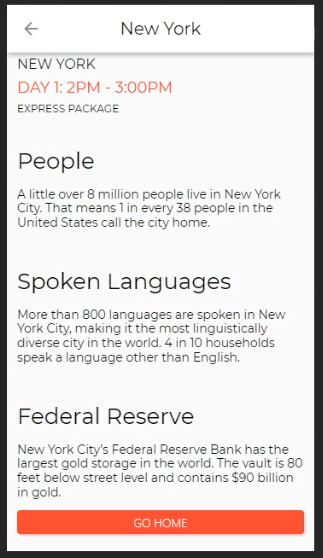 New York
NEW YORK
DAY 1: 2PM - 3:00PM
EXPRESS PACKAGE
People
A little over 8 million people live in New York
City. That means 1 in every 38 people in the
United States call the city home.
Spoken Languages
More than 800 languages are spoken in New
York City, making it the most linguistically
diverse city in the world. 4 in 10 households
speak a language other than English.
Federal Reserve
New York City's Federal Reserve Bank has the
largest gold storage in the world. The vault is 80
feet below street level and contains $90 billion
in gold.
GO HOME